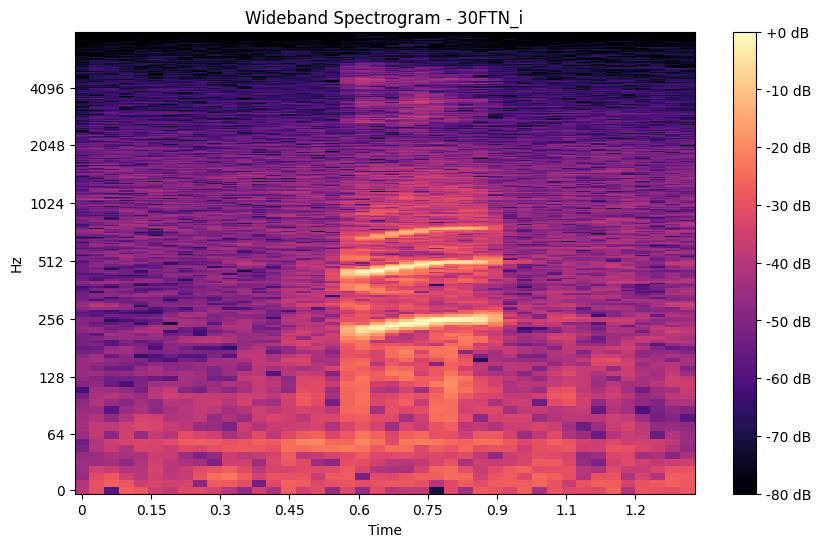 Wideband Spectrogram - 30FTN_i
+0 dB
4096
-10 dB
2048
-20 dB
1024
-30 dB
Hz
512
-40 dB
256
-50 dB
128
-60 dB
64
-70 dB
0
-80 dB
0 0.15 0.3 0.45 0.6 0.75 0.9 1.1 1.2
Time